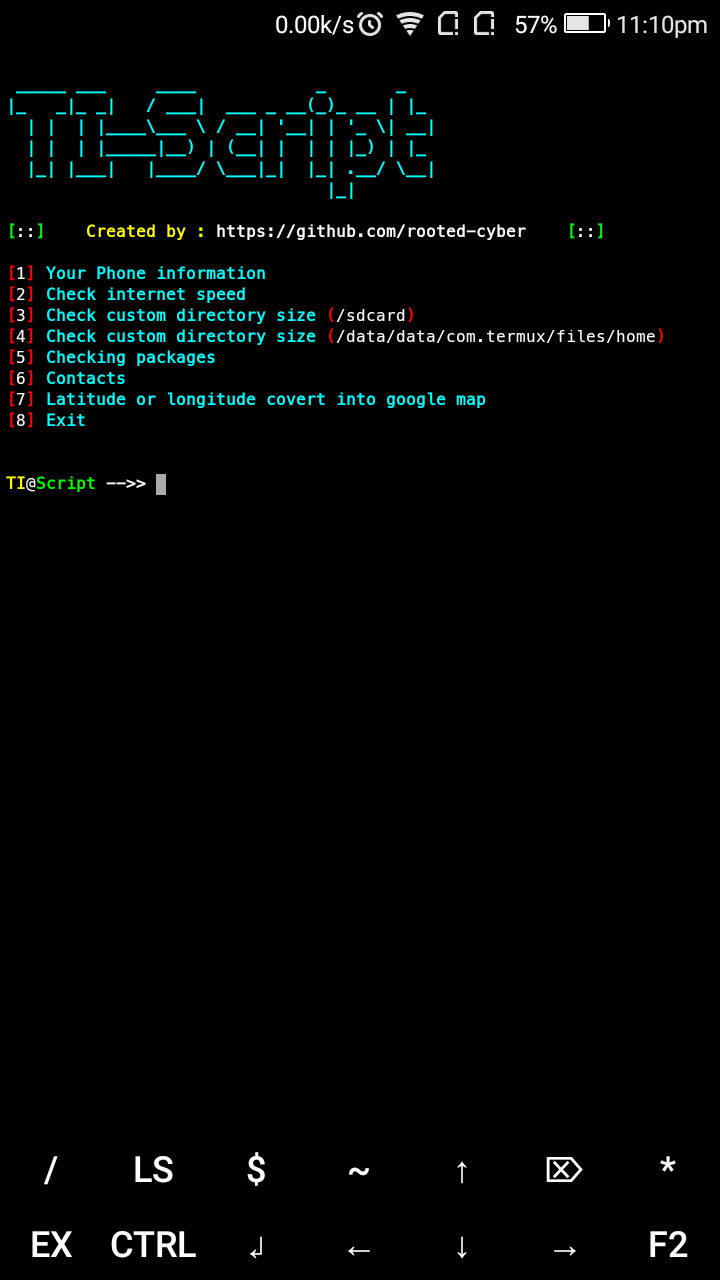 0.00k/s 57% 11:10pm
TI-Script
[::] Created by : https://github.com/rooted-cyber [::]
[1] Your Phone information
[2] Check internet speed
[3] Check custom directory size (/sdcard)
[4] Check custom directory size (/data/data/com.termux/files/home)
[5] Checking packages
[6] Contacts
[7] Latitude or longitude covert into google map
[8] Exit
TI@Script -->>
/ LS $ ~ ↑ ⌦ *
EX CTRL ↲ ← ↓ → F2